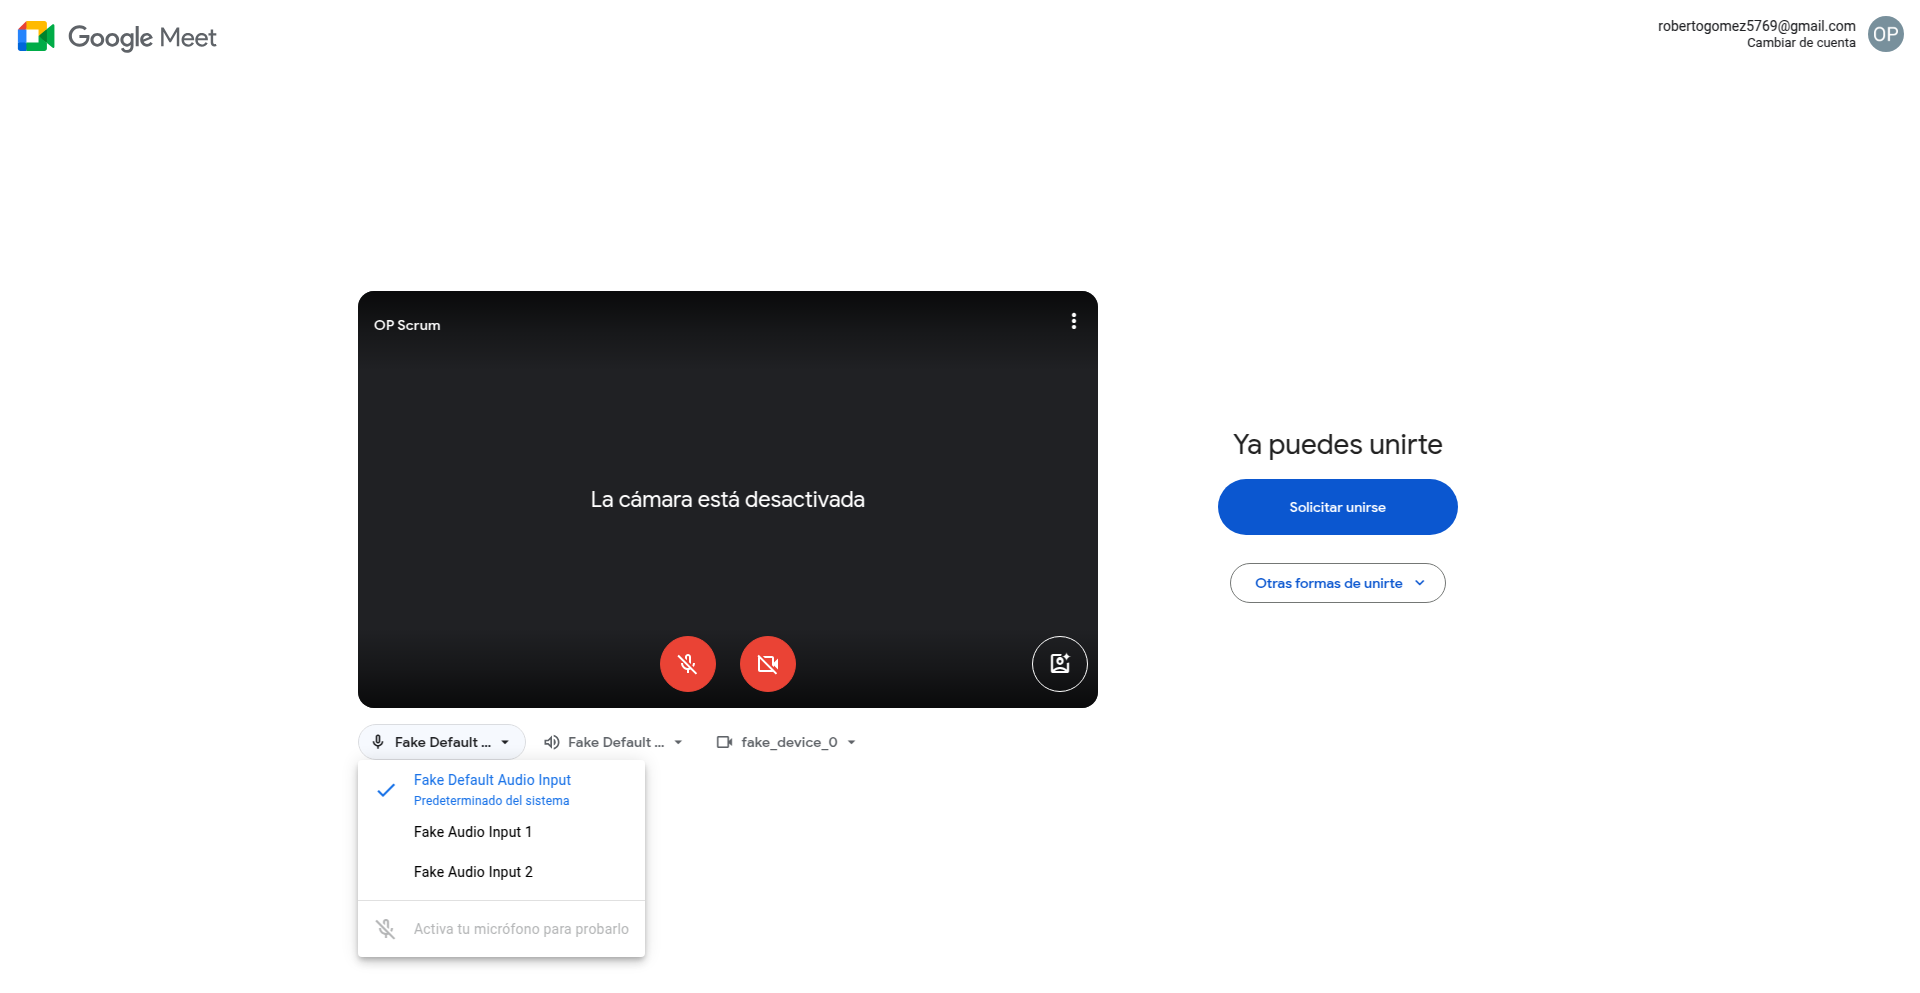 Google Meet
robertogomez5769@gmail.com
Cambiar de cuenta
OP
OP Scrum
La cámara está desactivada
Ya puedes unirte
Solicitar unirse
Otras formas de unirte
Fake Default ...
Fake Default ...
fake_device_0
Fake Default Audio Input
Predeterminado del sistema
Fake Audio Input 1
Fake Audio Input 2
Activa tu micrófono para probarlo